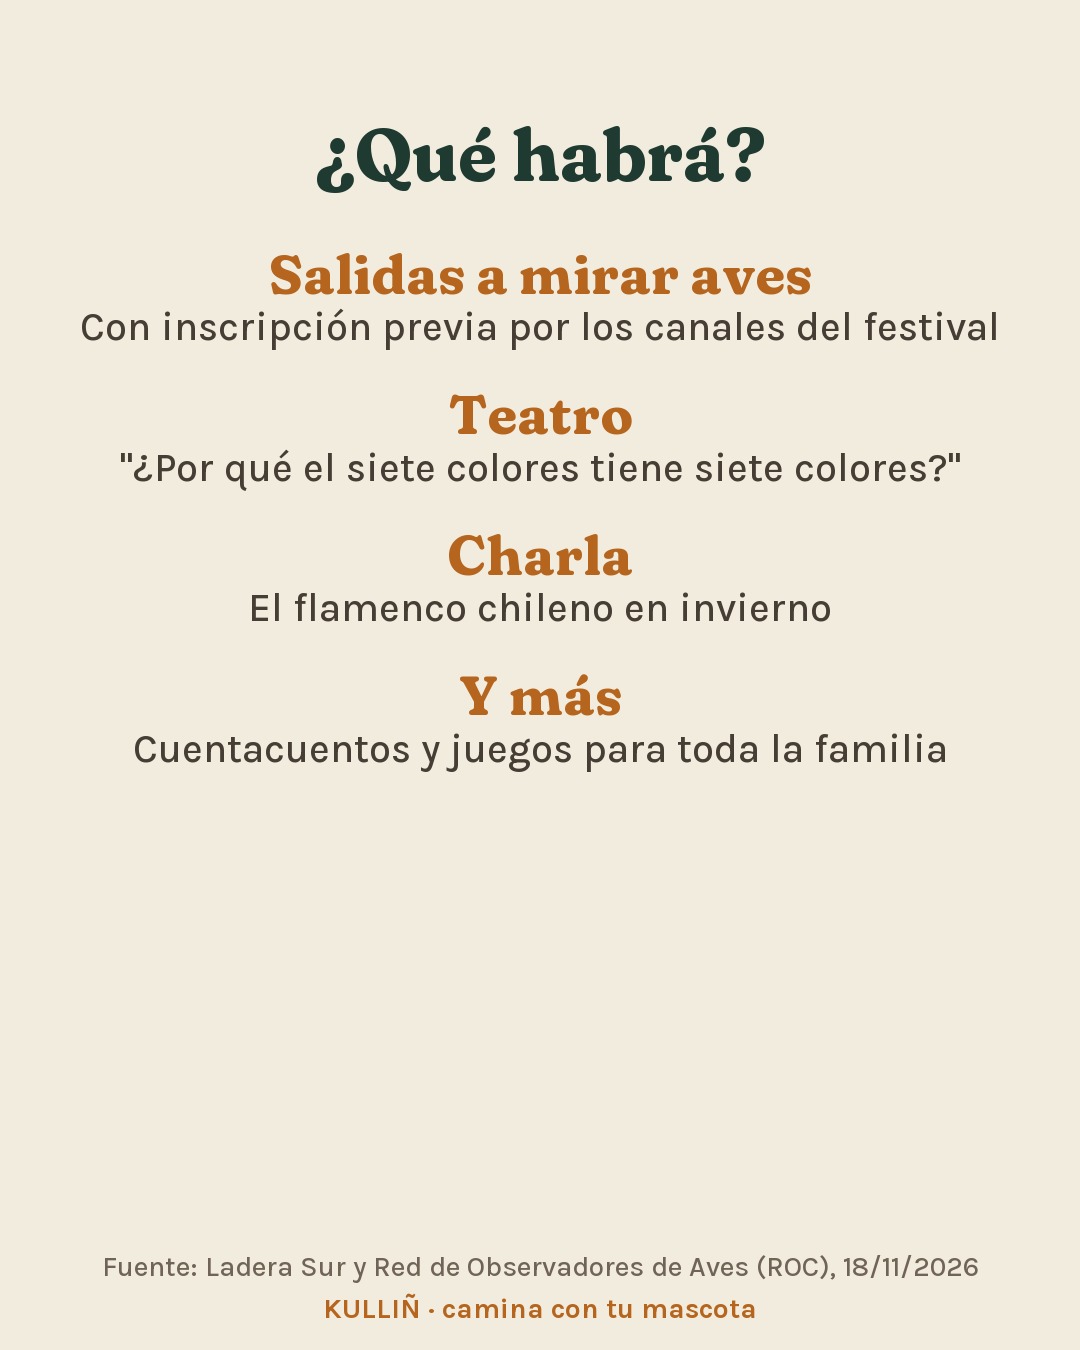 ¿Qué habrá?
Salidas a mirar aves
Con inscripción previa por los canales del festival
Teatro
"¿Por qué el siete colores tiene siete colores?"
Charla
El flamenco chileno en invierno
Y más
Cuentacuentos y juegos para toda la familia
Fuente: Ladera Sur y Red de Observadores de Aves (ROC), 18/11/2026
KULLIÑ · camina con tu mascota